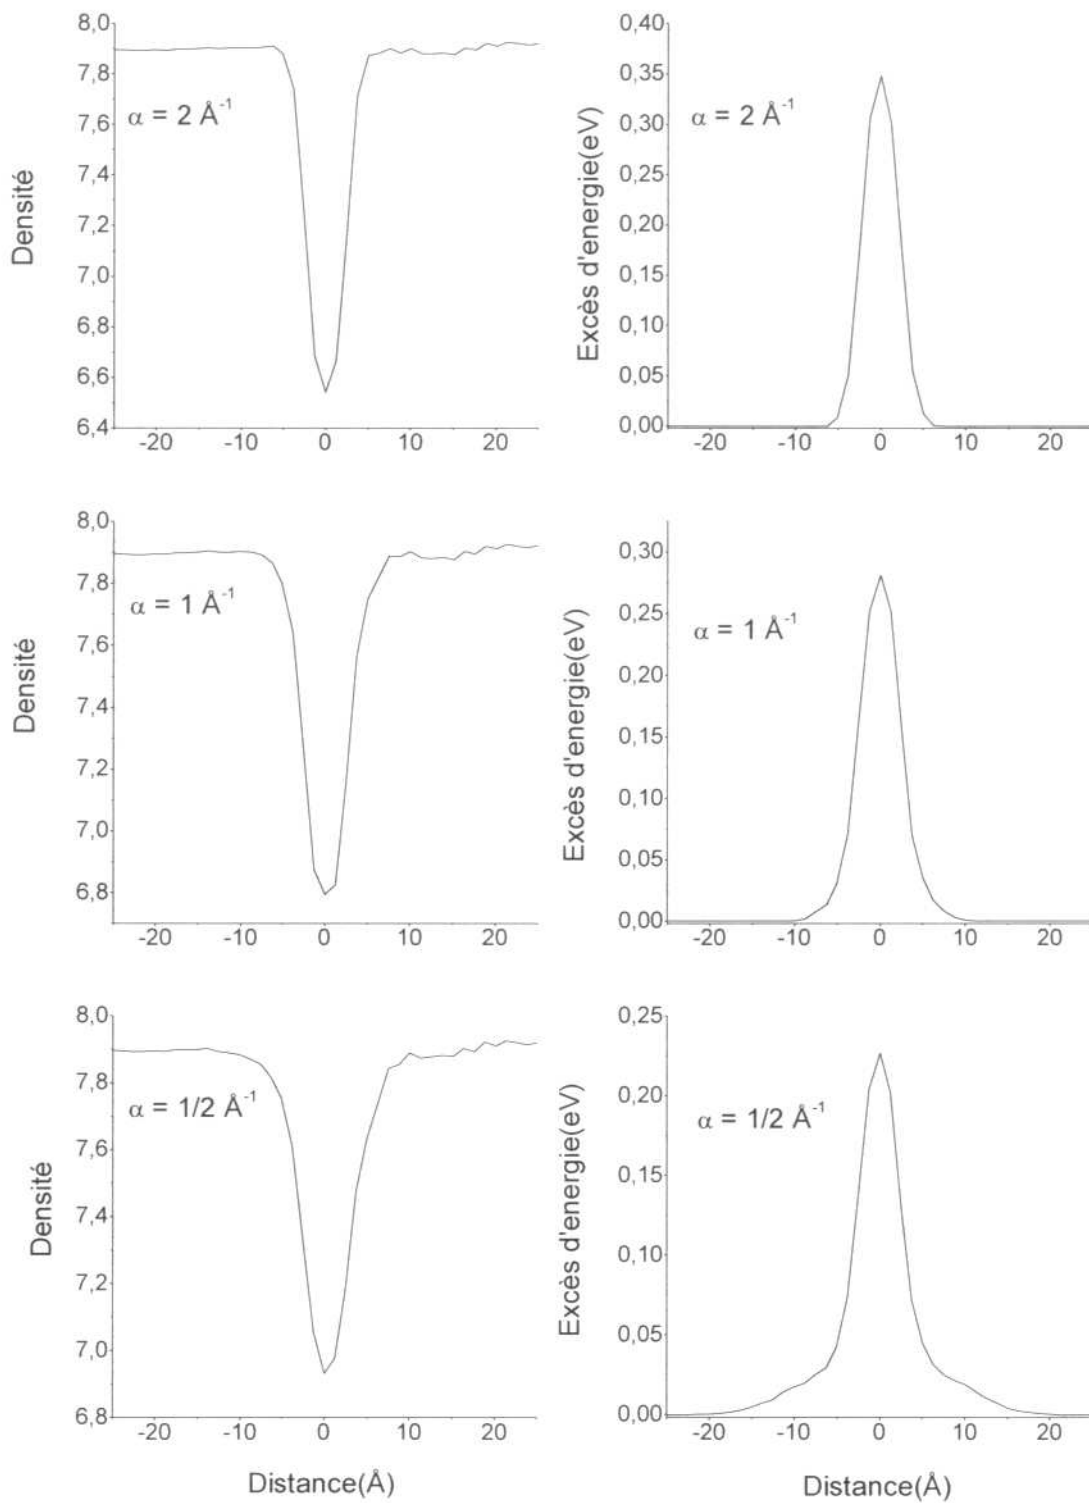 8,0
7,8
7,6
7,4
7,2
7,0
6,8
6,6
6,4
Densité
α = 2 Å⁻¹
-20 -10 0 10 20
0,40
0,35
0,30
0,25
0,20
0,15
0,10
0,05
0,00
Excès d'energie(eV)
α = 2 Å⁻¹
-20 -10 0 10 20
8,0
7,8
7,6
7,4
7,2
7,0
6,8
Densité
α = 1 Å⁻¹
-20 -10 0 10 20
0,30
0,25
0,20
0,15
0,10
0,05
0,00
Excès d'energie(eV)
α = 1 Å⁻¹
-20 -10 0 10 20
8,0
7,8
7,6
7,4
7,2
7,0
6,8
Densité
α = 1/2 Å⁻¹
-20 -10 0 10 20
Distance(Å)
0,25
0,20
0,15
0,10
0,05
0,00
Excès d'energie(eV)
α = 1/2 Å⁻¹
-20 -10 0 10 20
Distance(Å)